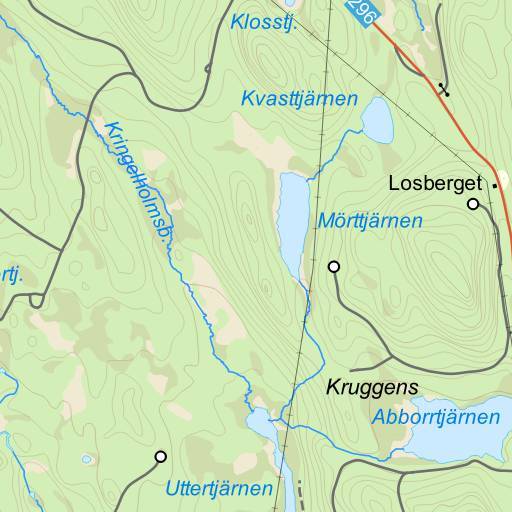 296
Klosstj.
Kvasttjärnen
Kringelholmsb.
Losberget
Mörttjärnen
rtj.
Kruggens
Abborrtjärnen
Uttertjärnen